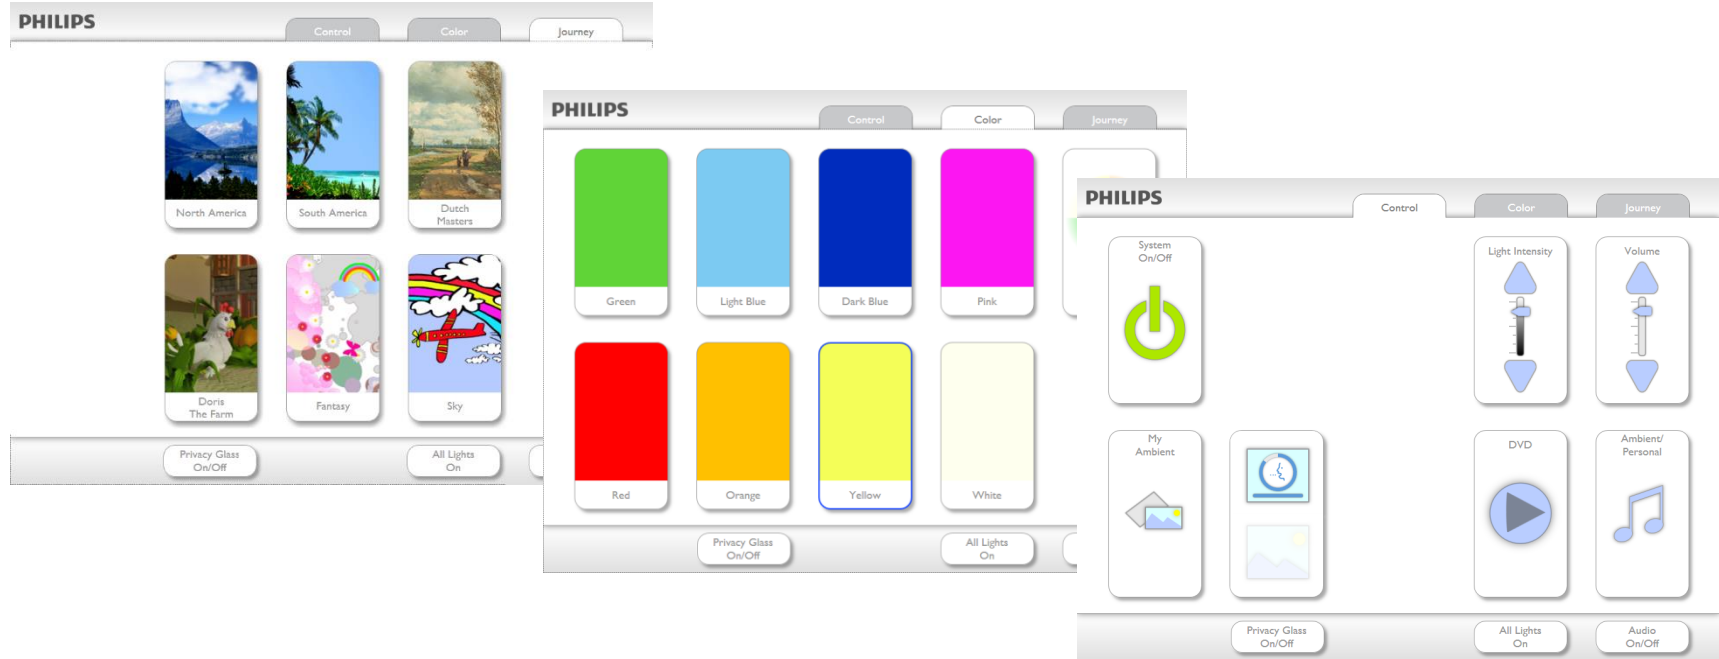 PHILIPS
Control
Color
Journey
North America
South America
Dutch
Masters
Doris
The Farm
Fantasy
Sky
Privacy Glass
On/Off
All Lights
On
PHILIPS
Control
Color
Journey
Green
Light Blue
Dark Blue
Pink
Red
Orange
Yellow
White
Privacy Glass
On/Off
All Lights
On
PHILIPS
Control
Color
Journey
System
On/Off
Light Intensity
Volume
My
Ambient
DVD
Ambient/
Personal
Privacy Glass
On/Off
All Lights
On
Audio
On/Off